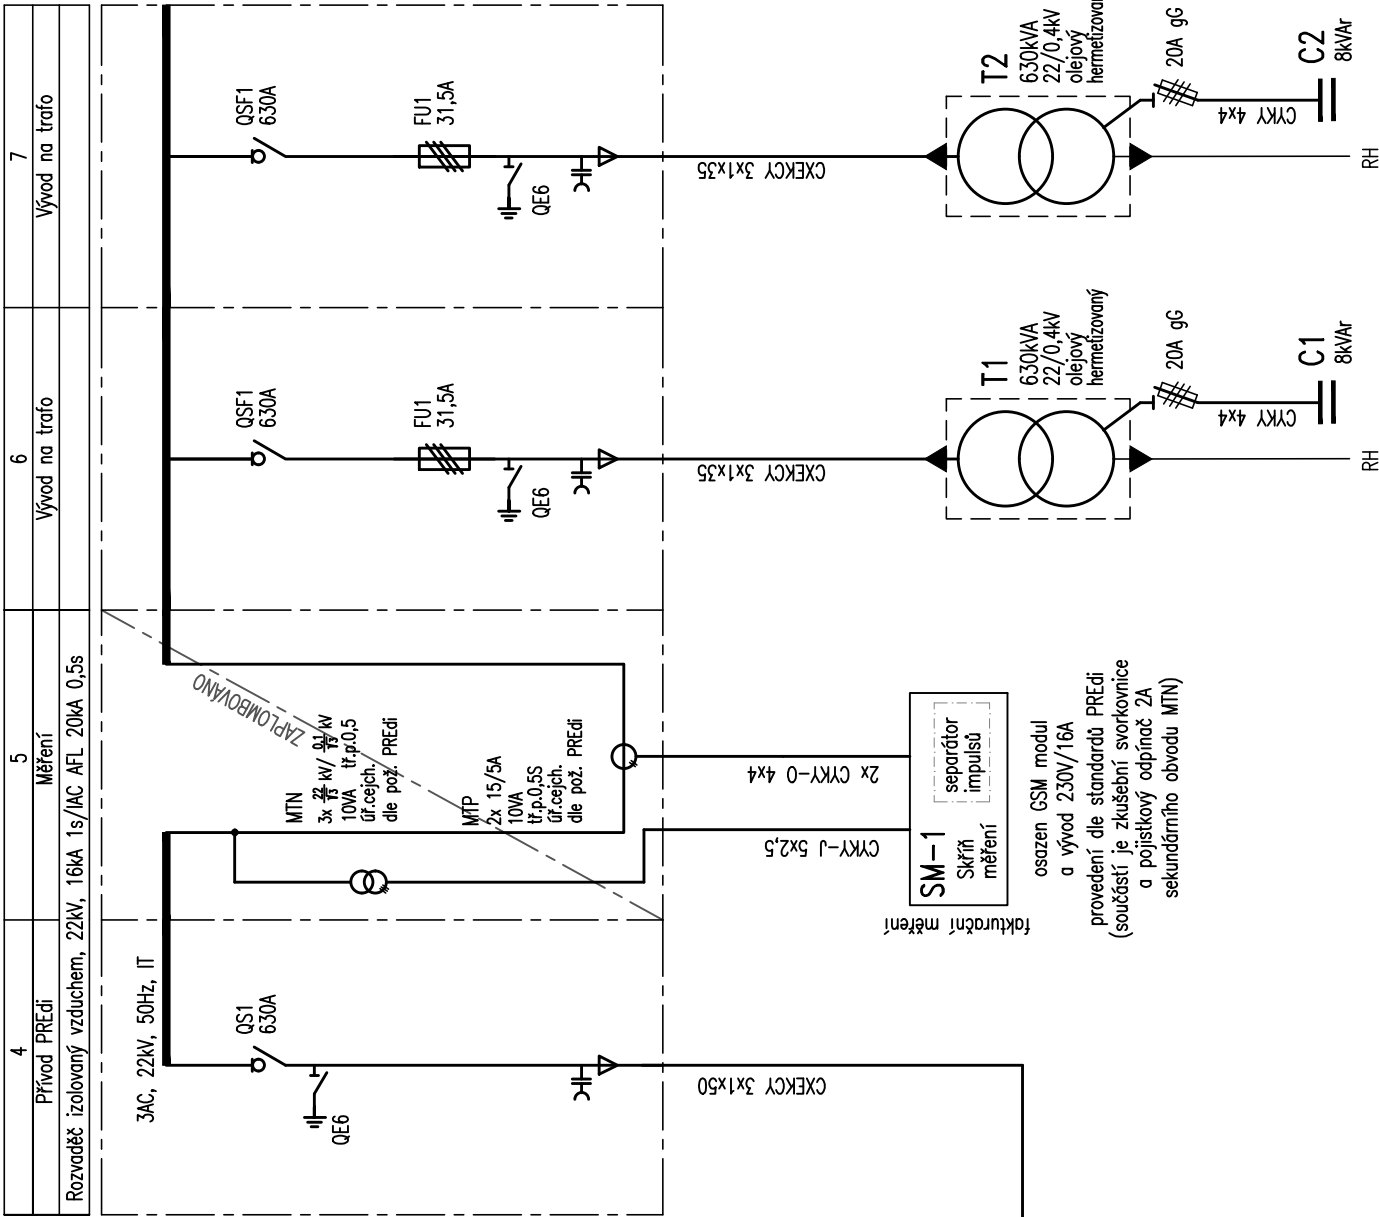 4
5
6
7
Přívod PREdi
Měření
Vývod na trafo
Vývod na trafo
Rozvaděč izolovaný vzduchem, 22kV, 16kA 1s/IAC AFL 20kA 0,5s
3AC, 22kV, 50Hz, IT
QS1
630A
QE6
CXEKCY 3x1x50
ZAPLOMBOVÁNO
MTN
3x 22/√3 kV/ 0,1/√3 kV
10VA tř.p.0,5
úř.cejch.
dle pož. PREdi
MTP
2x 15/5A
10VA
tř.p.0,5S
úř.cejch.
dle pož. PREdi
CYKY-J 5x2,5
2x CYKY-O 4x4
fakturační měření
SM-1
Skříň
měření
separátor
impulsů
osazen GSM modul
a vývod 230V/16A
provedení dle standardů PREdi
(součástí je zkušební svorkovnice
a pojistkový odpínač 2A
sekundárního obvodu MTN)
QSF1
630A
FU1
31,5A
QE6
CXEKCY 3x1x35
T1
630kVA
22/0,4kV
olejový
hermetizovaný
20A gG
CYKY 4x4
C1
8kVAr
RH
QSF1
630A
FU1
31,5A
QE6
CXEKCY 3x1x35
T2
630kVA
22/0,4kV
olejový
hermetizovan
20A gG
CYKY 4x4
C2
8kVAr
RH